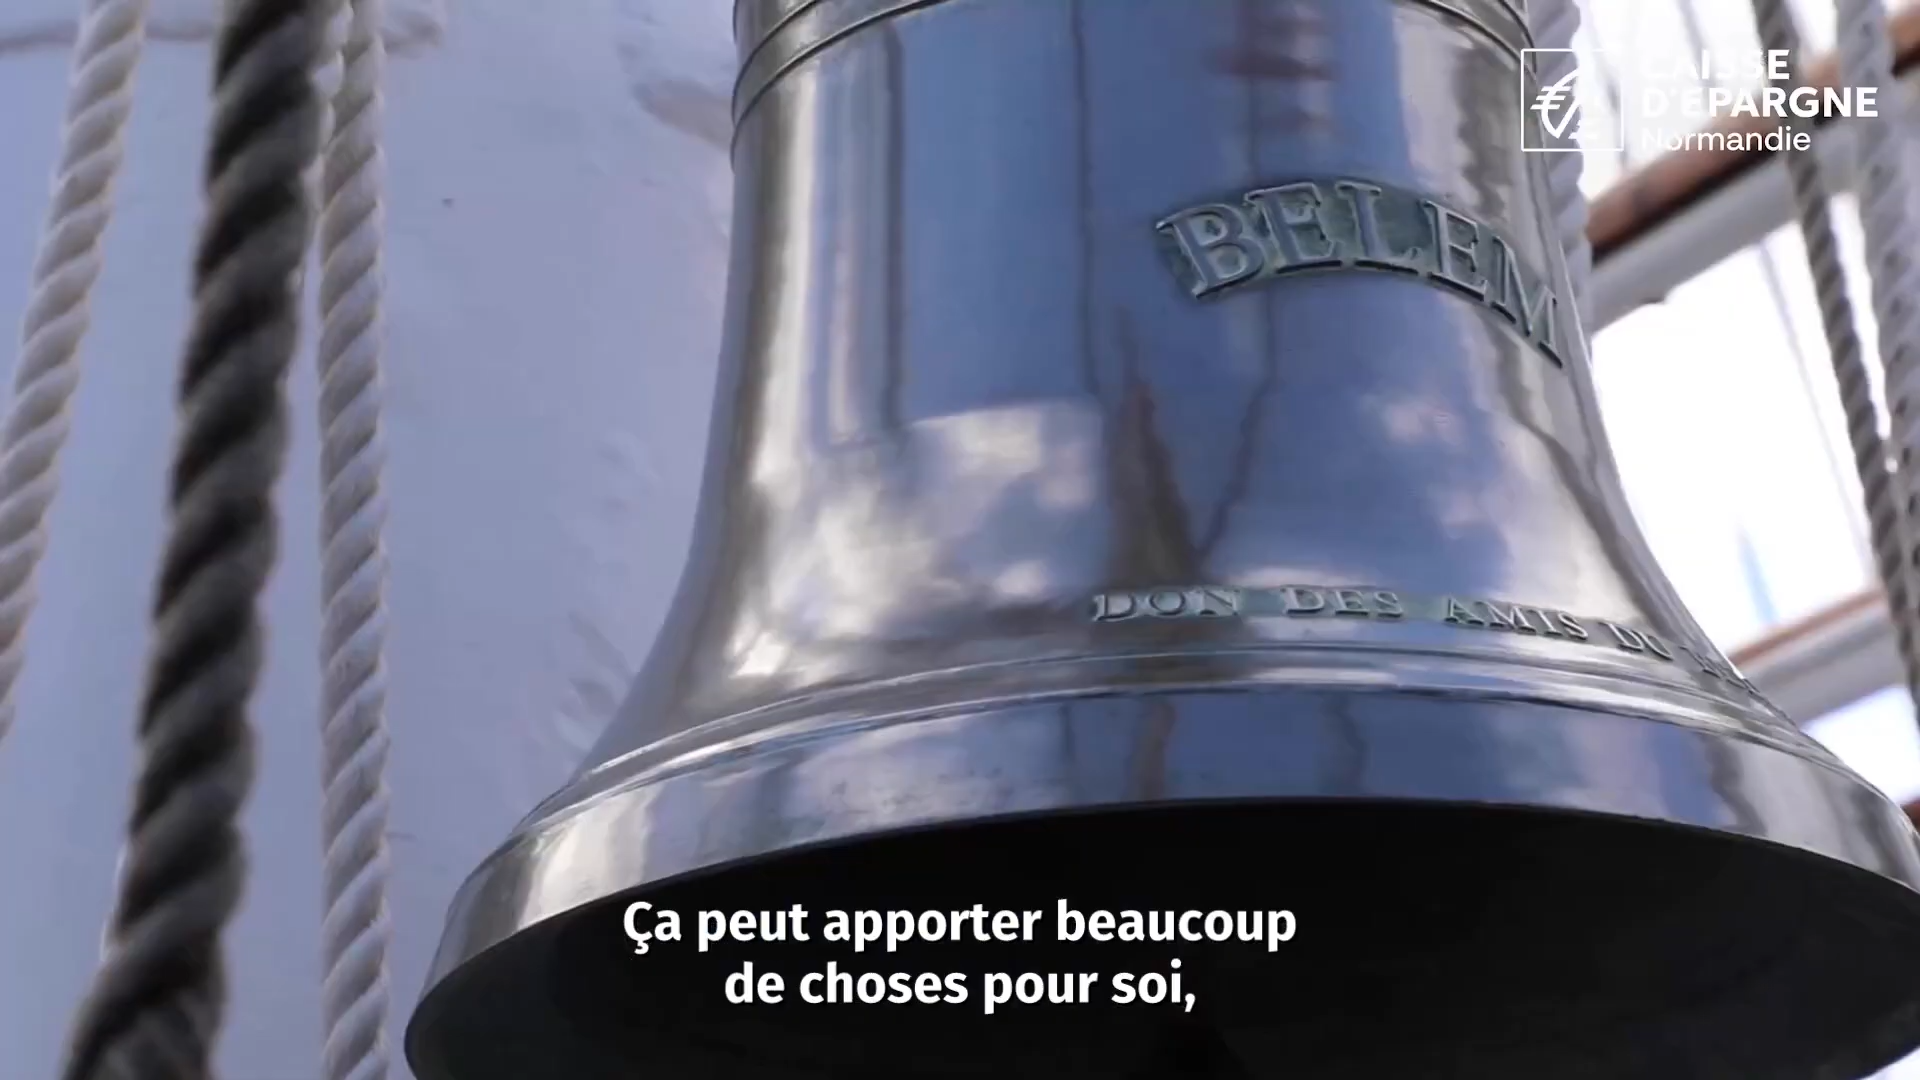 CAISSE
D'EPARGNE
Normandie
BELEM
DON DES AMIS DU
Ça peut apporter beaucoup
de choses pour soi,